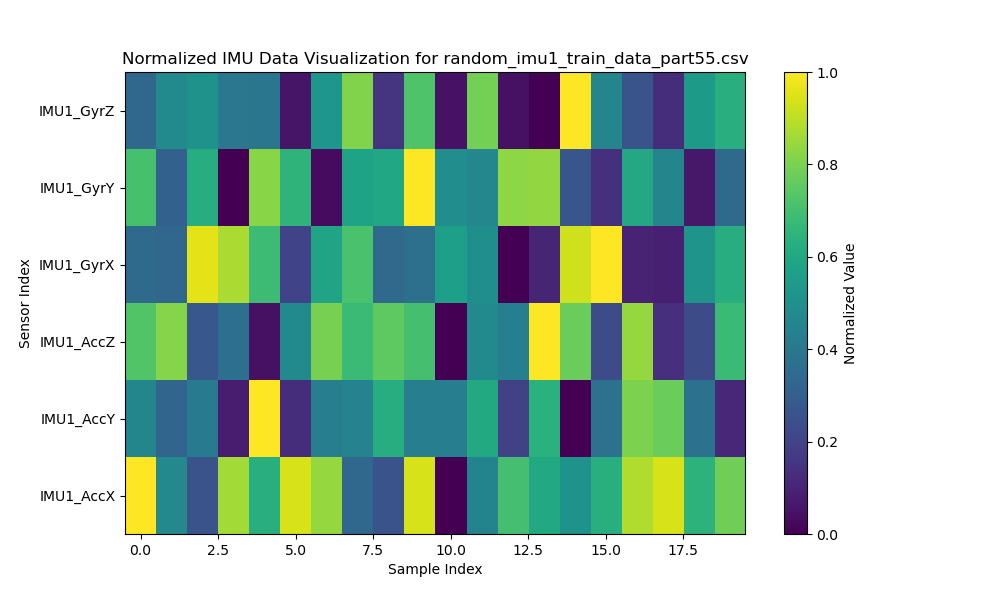 Normalized IMU Data Visualization for random_imu1_train_data_part55.csv
IMU1_GyrZ
IMU1_GyrY
IMU1_GyrX
IMU1_AccZ
IMU1_AccY
IMU1_AccX
Sensor Index
0.0
2.5
5.0
7.5
10.0
12.5
15.0
17.5
Sample Index
1.0
0.8
0.6
0.4
0.2
0.0
Normalized Value